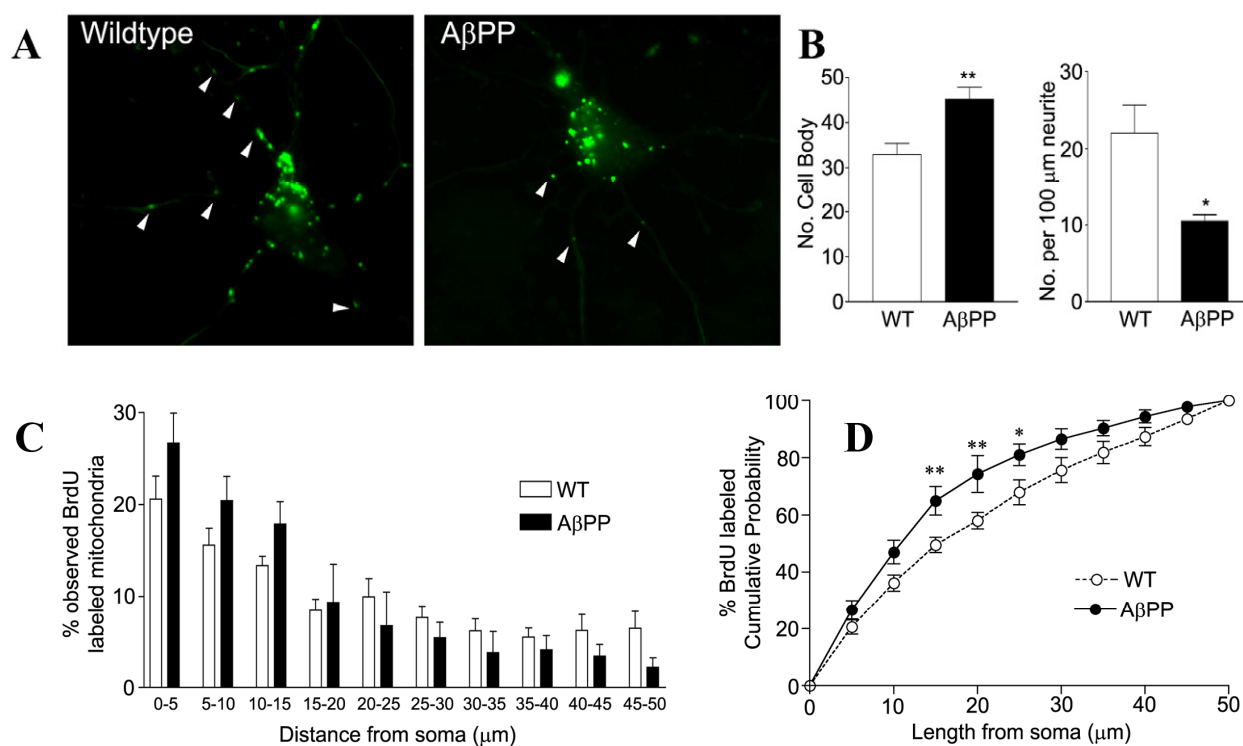 A
Wildtype
AβPP
B
No. Cell Body
50
40
30
20
10
0
**
WT
AβPP
No. per 100 μm neurite
30
20
10
0
*
WT
AβPP
C
% observed BrdU
labeled mitochondria
30
20
10
0
WT
AβPP
0-5 5-10 10-15 15-20 20-25 25-30 30-35 35-40 40-45 45-50
Distance from soma (μm)
D
% BrdU labeled
Cumulative Probability
100
80
60
40
20
0
** ** *
WT
AβPP
0 10 20 30 40 50
Length from soma (μm)